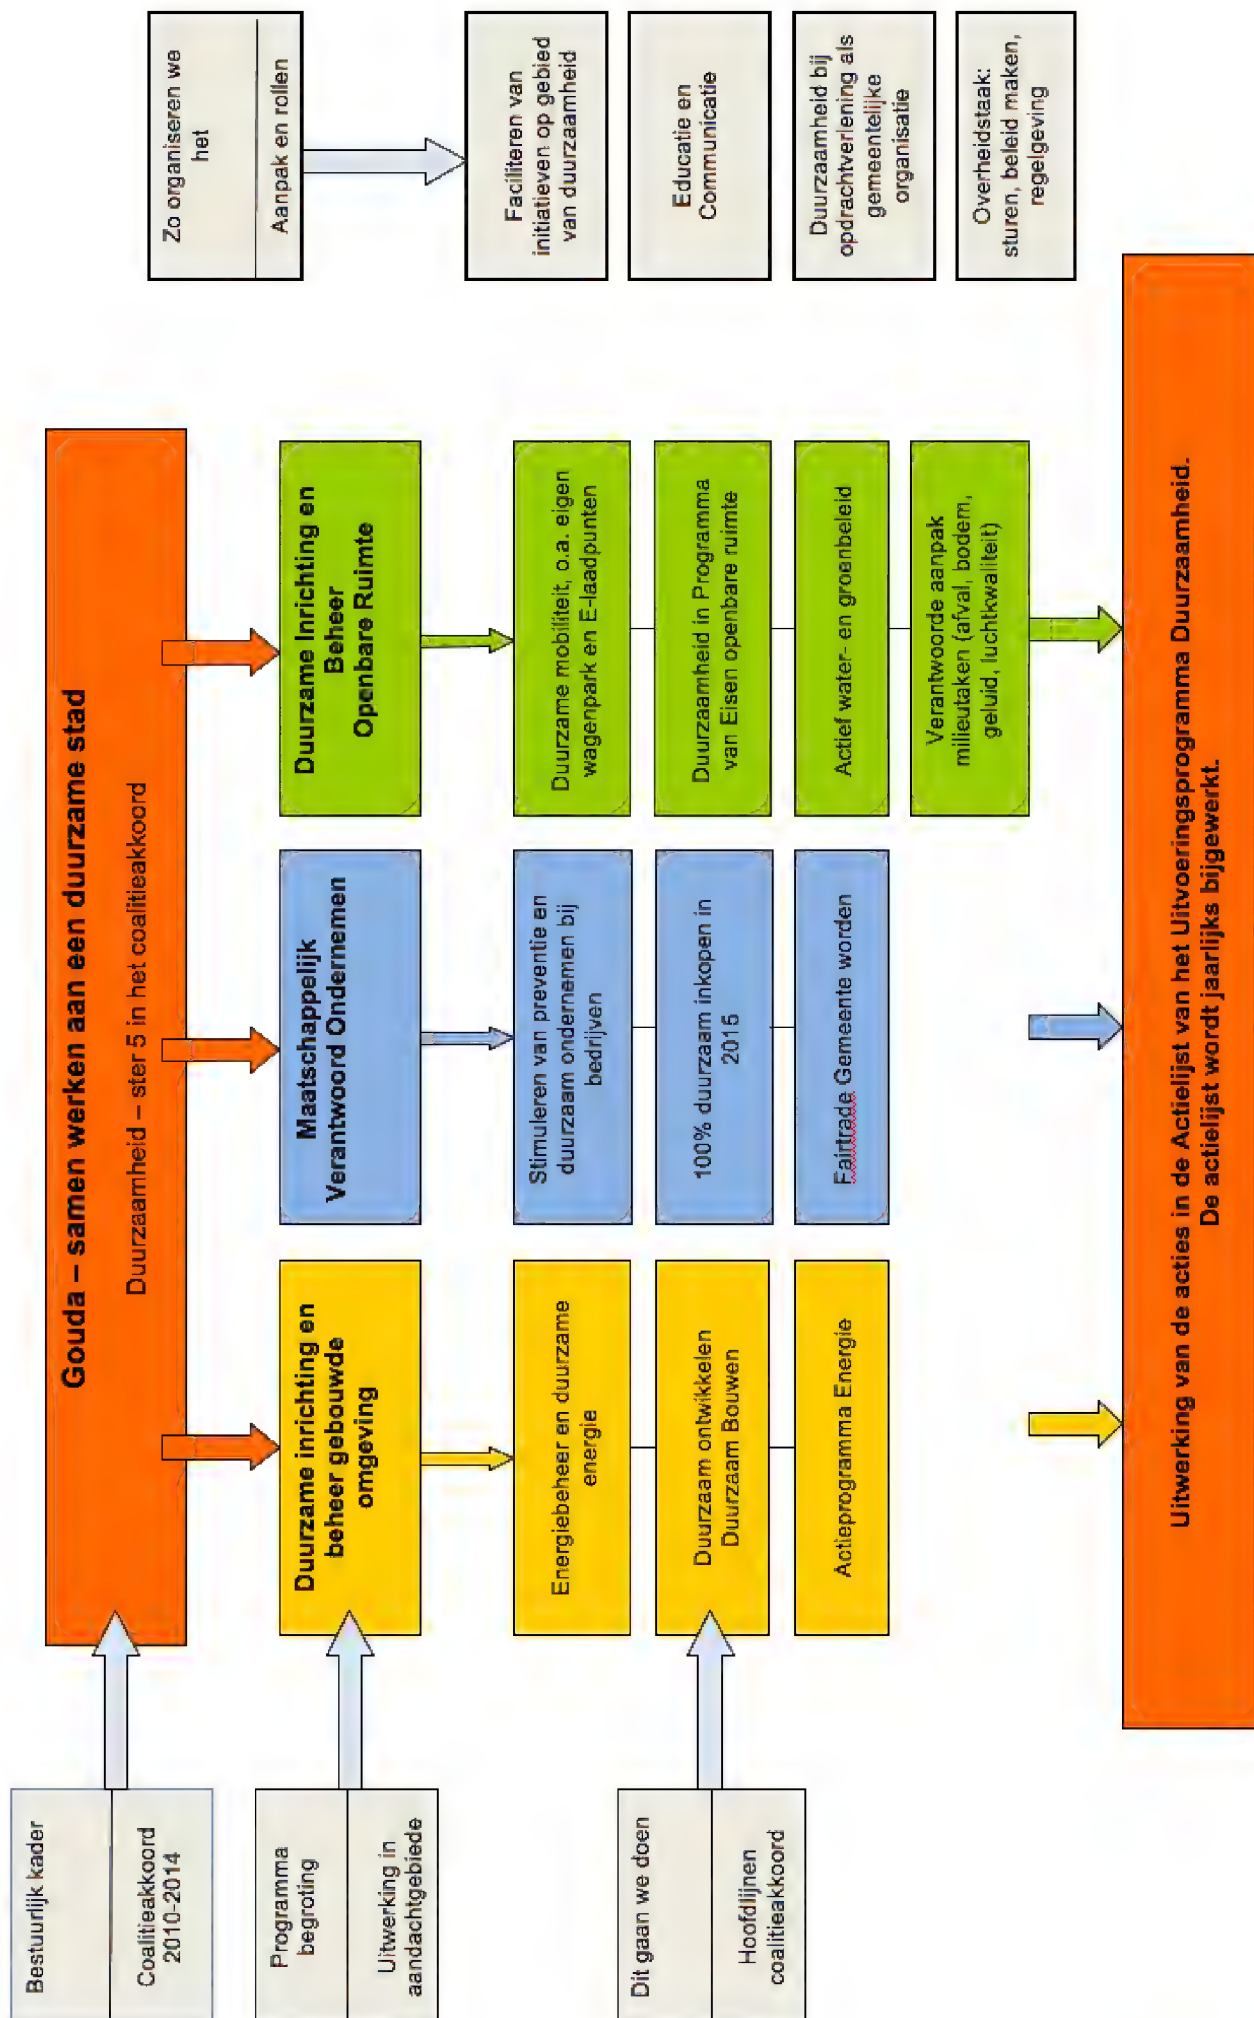 Gouda – samen werken aan een duurzame stad
Duurzaamheid – ster 5 in het coalitieakkoord
Bestuurlijk kader
Coalitieakkoord
2010-2014
Programma
begroting
Uitwerking in
aandachtgebiede
Dit gaan we doen
Hoofdlijnen
coalitieakkoord
Duurzame inrichting en
beheer gebouwde
omgeving
Energiebeheer en duurzame
energie
Duurzaam ontwikkelen
Duurzaam Bouwen
Actieprogramma Energie
Maatschappelijk
Verantwoord Ondernemen
Stimuleren van preventie en
duurzaam ondernemen bij
bedrijven
100% duurzaam inkopen in
2015
Fairtrade Gemeente worden
Duurzame Inrichting en
Beheer
Openbare Ruimte
Duurzame mobiliteit, o.a. eigen
wagenpark en E-laadpunten
Duurzaamheid in Programma
van Eisen openbare ruimte
Actief water- en groenbeleid
Verantwoorde aanpak
milieutaken (afval, bodem,
geluid, luchtkwaliteit)
Zo organiseren we
het
Aanpak en rollen
Faciliteren van
initiatieven op gebied
van duurzaamheid
Educatie en
Communicatie
Duurzaamheid bij
opdrachtverlening als
gemeentelijke
organisatie
Overheidstaak:
sturen, beleid maken,
regelgeving
Uitwerking van de acties in de Actielijst van het Uitvoeringsprogramma Duurzaamheid.
De actielijst wordt jaarlijks bijgewerkt.